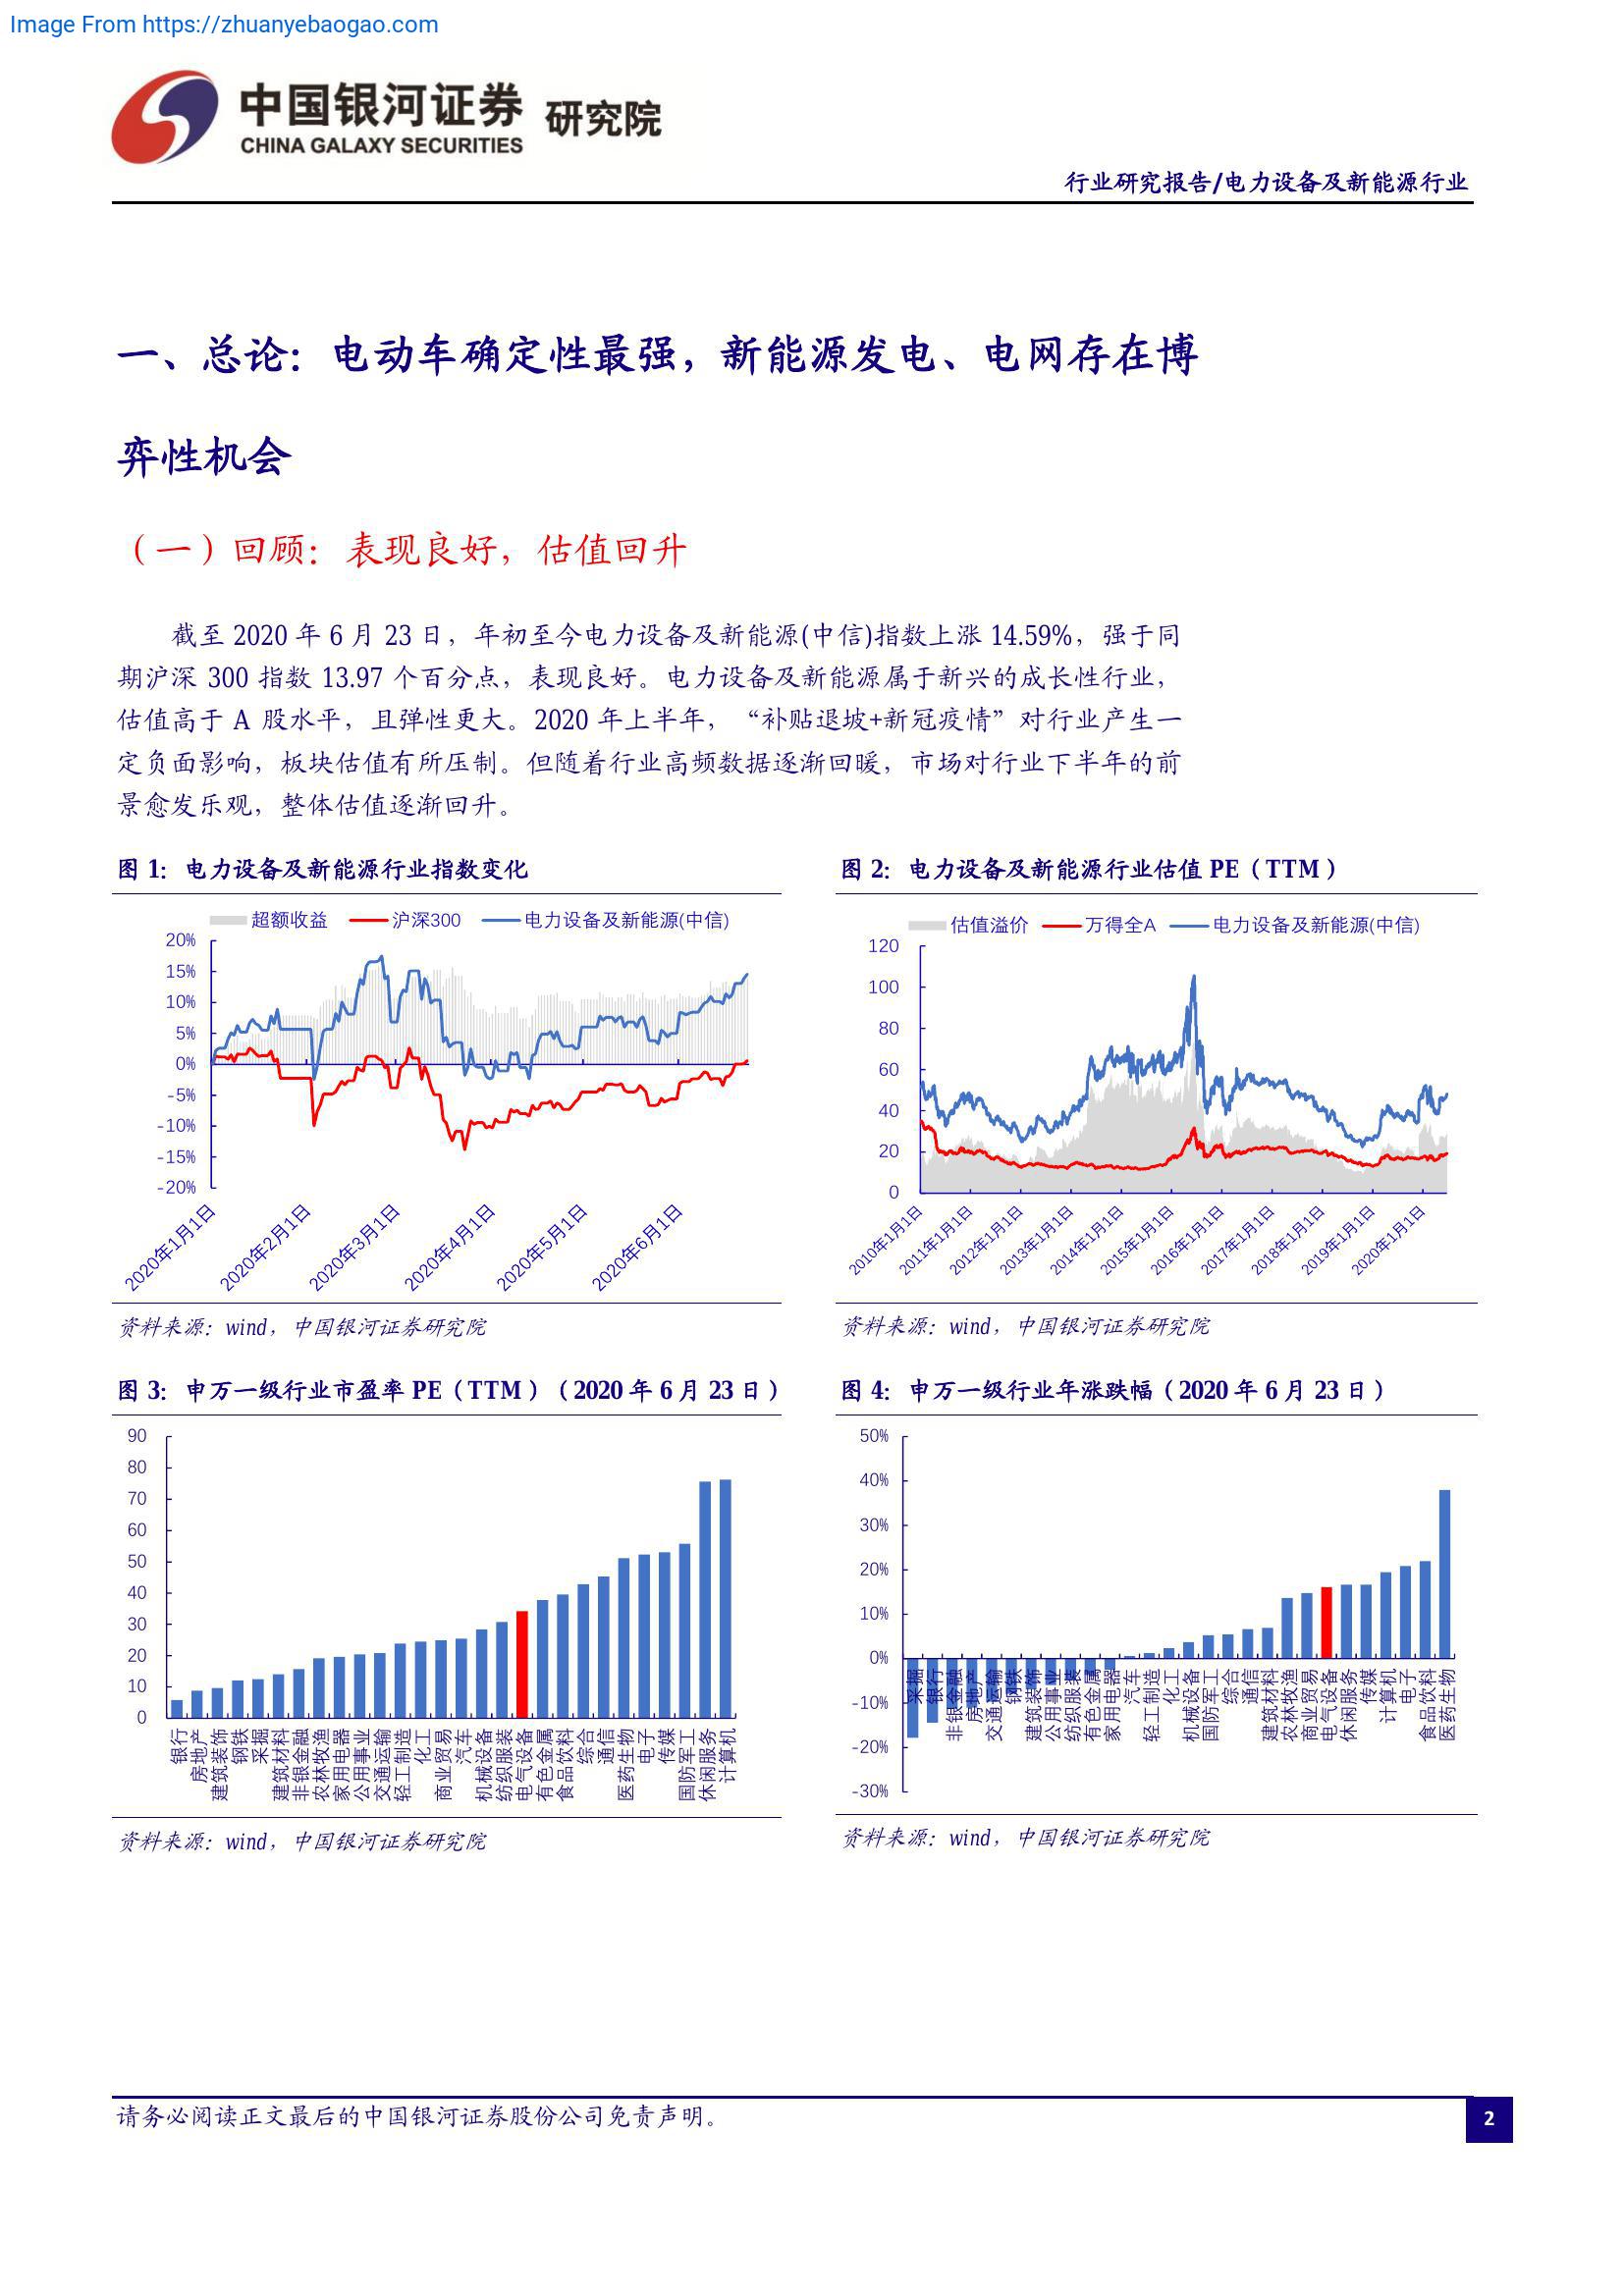 Image From https://zhuanyebaogao.com
中国银河证券 研究院
CHINA GALAXY SECURITIES
行业研究报告/电力设备及新能源行业
一、总论：电动车确定性最强，新能源发电、电网存在博
弈性机会
（一）回顾：表现良好，估值回升
截至 2020 年 6 月 23 日，年初至今电力设备及新能源(中信)指数上涨 14.59%，强于同
期沪深 300 指数 13.97 个百分点，表现良好。电力设备及新能源属于新兴的成长性行业，
估值高于 A 股水平，且弹性更大。2020 年上半年，“补贴退坡+新冠疫情”对行业产生一
定负面影响，板块估值有所压制。但随着行业高频数据逐渐回暖，市场对行业下半年的前
景愈发乐观，整体估值逐渐回升。
图 1：电力设备及新能源行业指数变化
超额收益 沪深300 电力设备及新能源(中信)
20%
15%
10%
5%
0%
-5%
-10%
-15%
-20%
2020年1月1日
2020年2月1日
2020年3月1日
2020年4月1日
2020年5月1日
2020年6月1日
资料来源：wind，中国银河证券研究院
图 2：电力设备及新能源行业估值 PE（TTM）
估值溢价 万得全A 电力设备及新能源(中信)
120
100
80
60
40
20
0
2010年1月1日
2011年1月1日
2012年1月1日
2013年1月1日
2014年1月1日
2015年1月1日
2016年1月1日
2017年1月1日
2018年1月1日
2019年1月1日
2020年1月1日
资料来源：wind，中国银河证券研究院
图 3：申万一级行业市盈率 PE（TTM）（2020 年 6 月 23 日）
90
80
70
60
50
40
30
20
10
0
银行
房地产
建筑装饰
钢铁
采掘
建筑材料
非银金融
农林牧渔
家用电器
公用事业
交通运输
轻工制造
化工
商业贸易
汽车
机械设备
纺织服装
电气设备
有色金属
食品饮料
综合
通信
医药生物
电子
传媒
国防军工
休闲服务
计算机
资料来源：wind，中国银河证券研究院
图 4：申万一级行业年涨跌幅（2020 年 6 月 23 日）
50%
40%
30%
20%
10%
0%
-10%
-20%
-30%
采掘
银行
非银金融
房地产
交通运输
钢铁
建筑装饰
公用事业
纺织服装
有色金属
家用电器
汽车
轻工制造
化工
机械设备
国防军工
综合
通信
建筑材料
农林牧渔
商业贸易
电气设备
休闲服务
传媒
计算机
电子
食品饮料
医药生物
资料来源：wind，中国银河证券研究院
请务必阅读正文最后的中国银河证券股份公司免责声明。
2